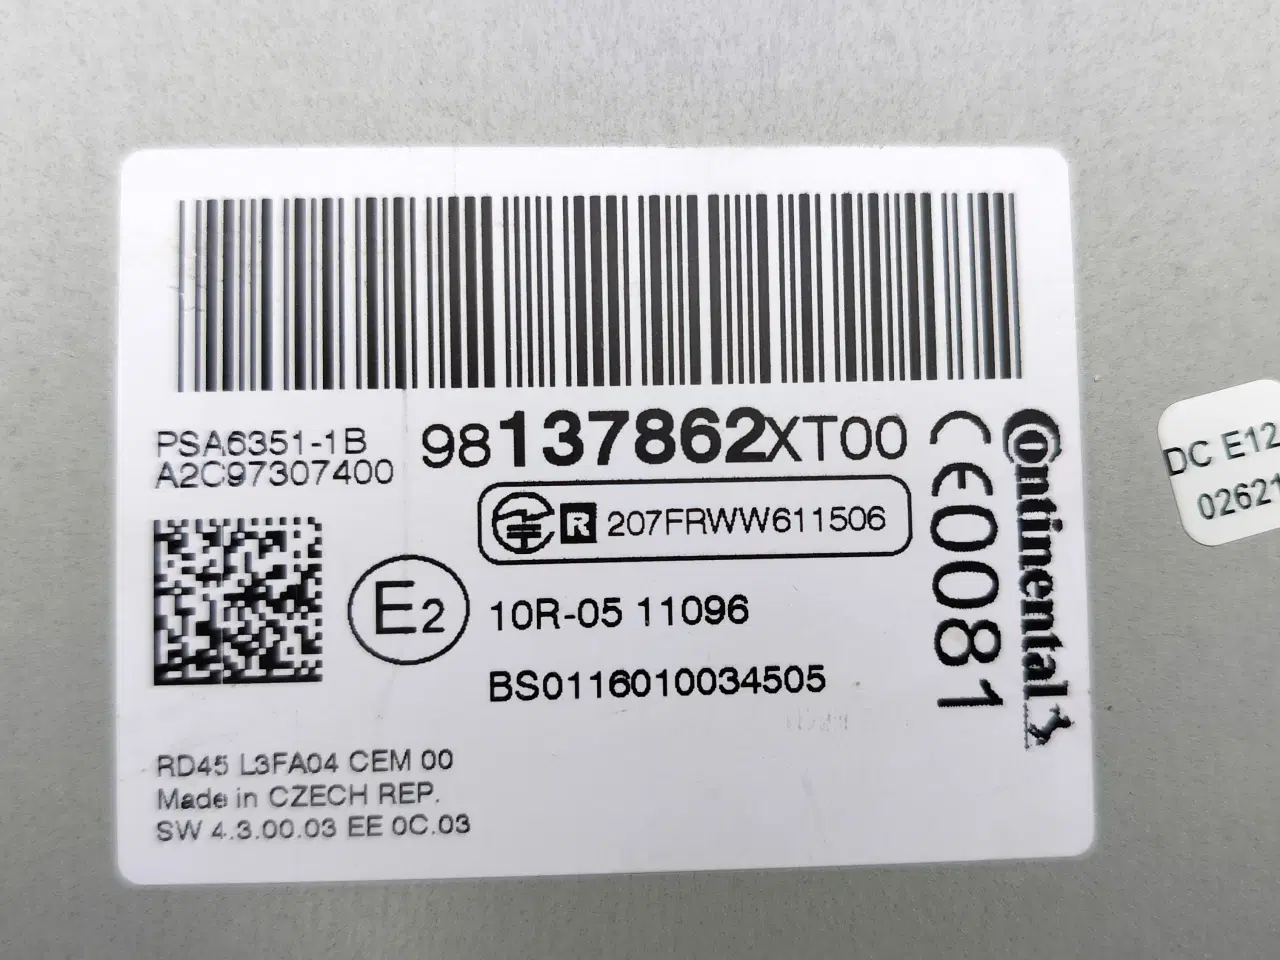 PSA6351-1B
A2C97307400
98137862XT00
R 207FRWW611506
E2
10R-05 11096
BS0116010034505
RD45 L3FA04 CEM 00
Made in CZECH REP.
SW 4.3.00.03 EE 0C.03
CE0081
Continental
DC E12
02621